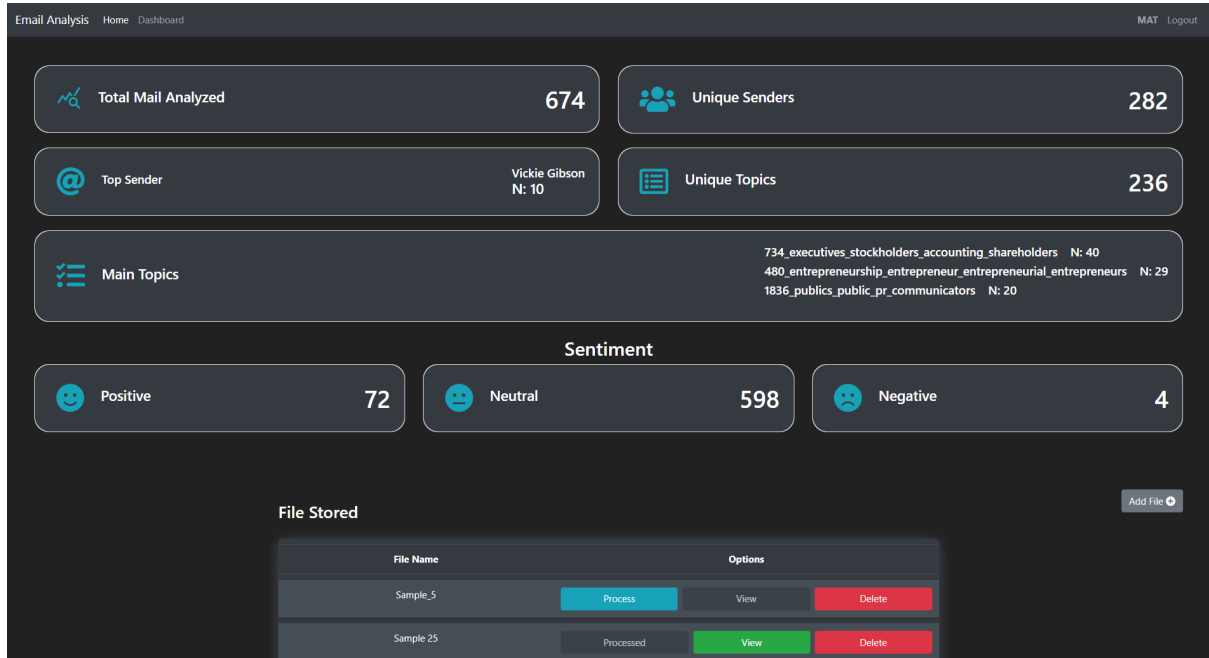 Email Analysis Home Dashboard MAT Logout
Total Mail Analyzed 674
Unique Senders 282
Top Sender Vickie Gibson
N: 10
Unique Topics 236
Main Topics
734_executives_stockholders_accounting_shareholders N: 40
480_entrepreneurship_entrepreneur_entrepreneurial_entrepreneurs N: 29
1836_publics_public_pr_communicators N: 20
Sentiment
Positive 72
Neutral 598
Negative 4
Add File
File Stored
File Name Options
Sample_5 Process View Delete
Sample 25 Processed View Delete